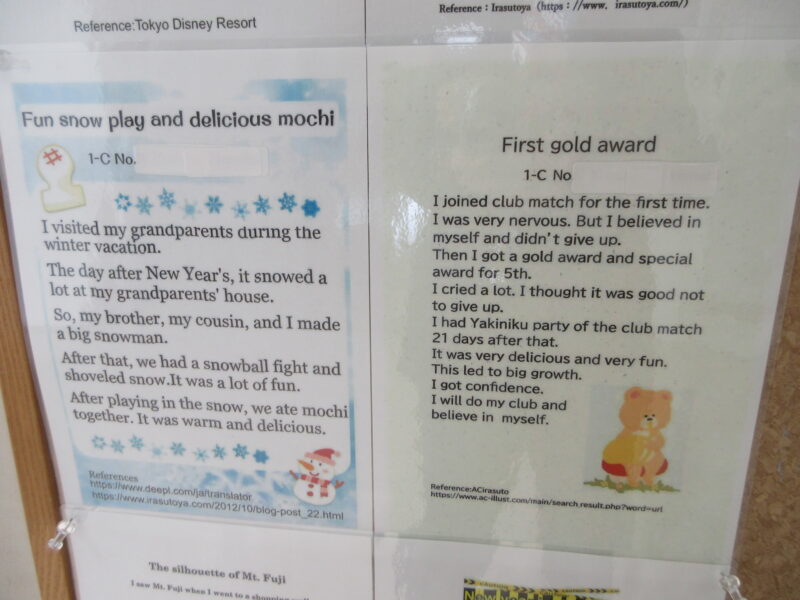 Reference:Tokyo Disney Resort
Reference : Irasutoya (https : //www. irasutoya.com/)
Fun snow play and delicious mochi
1-C No.
I visited my grandparents during the
winter vacation.
The day after New Year's, it snowed a
lot at my grandparents' house.
So, my brother, my cousin, and I made
a big snowman.
After that, we had a snowball fight and
shoveled snow.It was a lot of fun.
After playing in the snow, we ate mochi
together. It was warm and delicious.
References
https://www.deepl.com/ja/translator
https://www.irasutoya.com/2012/10/blog-post_22.html
First gold award
1-C No
I joined club match for the first time.
I was very nervous. But I believed in
myself and didn't give up.
Then I got a gold award and special
award for 5th.
I cried a lot. I thought it was good not
to give up.
I had Yakiniku party of the club match
21 days after that.
It was very delicious and very fun.
This led to big growth.
I got confidence.
I will do my club and
believe in myself.
Reference:ACirasuto
https://www.ac-illust.com/main/search_result.php?word=url
The silhouette of Mt. Fuji
I saw Mt. Fuji when I went to a shopping